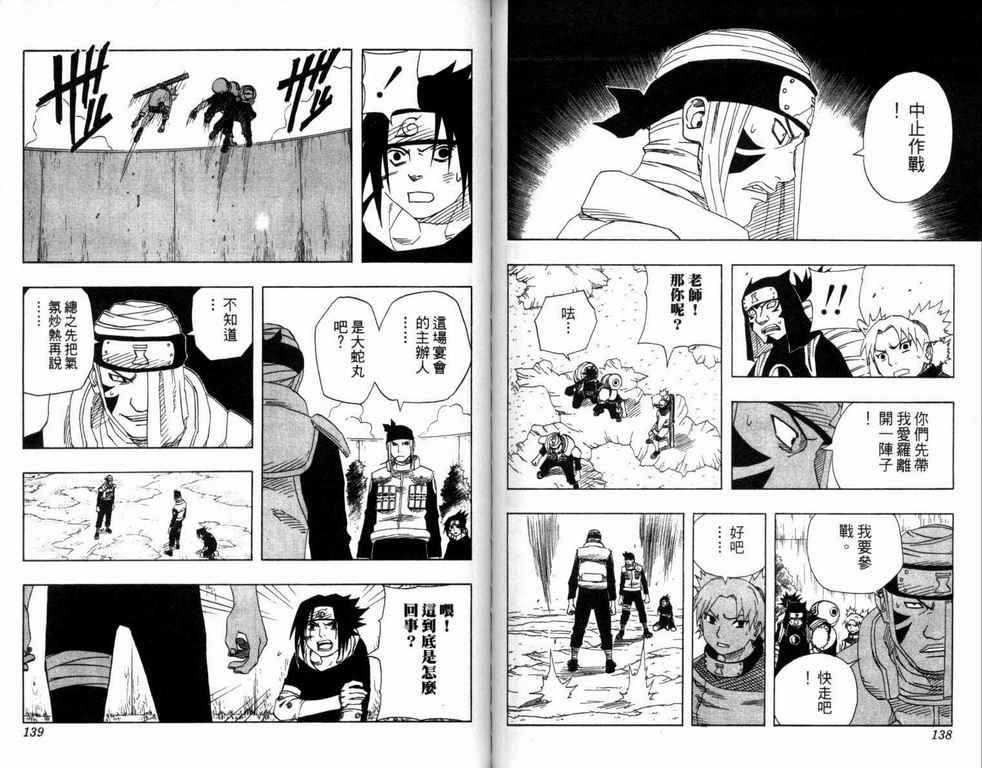 中止作戰
！
！！
老師！
那你呢？
呿…
你們先帶
我愛羅離
開一陣子
！
我要參
戰。
快走吧
！
好吧
……
138
！
這場宴會
的主辦人
……
是大蛇丸
吧？
不知道
…
總之先把氣
氛炒熱再說
……
喂！
這到底是怎麼
回事？
139